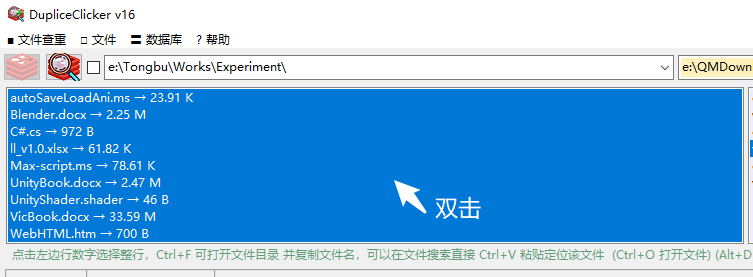 DupliceClicker v16
■ 文件查重 □ 文件 〓 数据库 ? 帮助
e:\Tongbu\Works\Experiment\ e:\QMDown
autoSaveLoadAni.ms → 23.91 K
Blender.docx → 2.25 M
C#.cs → 972 B
ll_v1.0.xlsx → 61.82 K
Max-script.ms → 78.61 K
UnityBook.docx → 2.47 M
UnityShader.shader → 46 B
VicBook.docx → 33.59 M
WebHTML.htm → 700 B
双击
点击左边行数字选择整行，Ctrl+F 可打开文件目录 并复制文件名，可以在文件搜索直接 Ctrl+V 粘贴定位该文件 (Ctrl+O 打开文件) (Alt+D